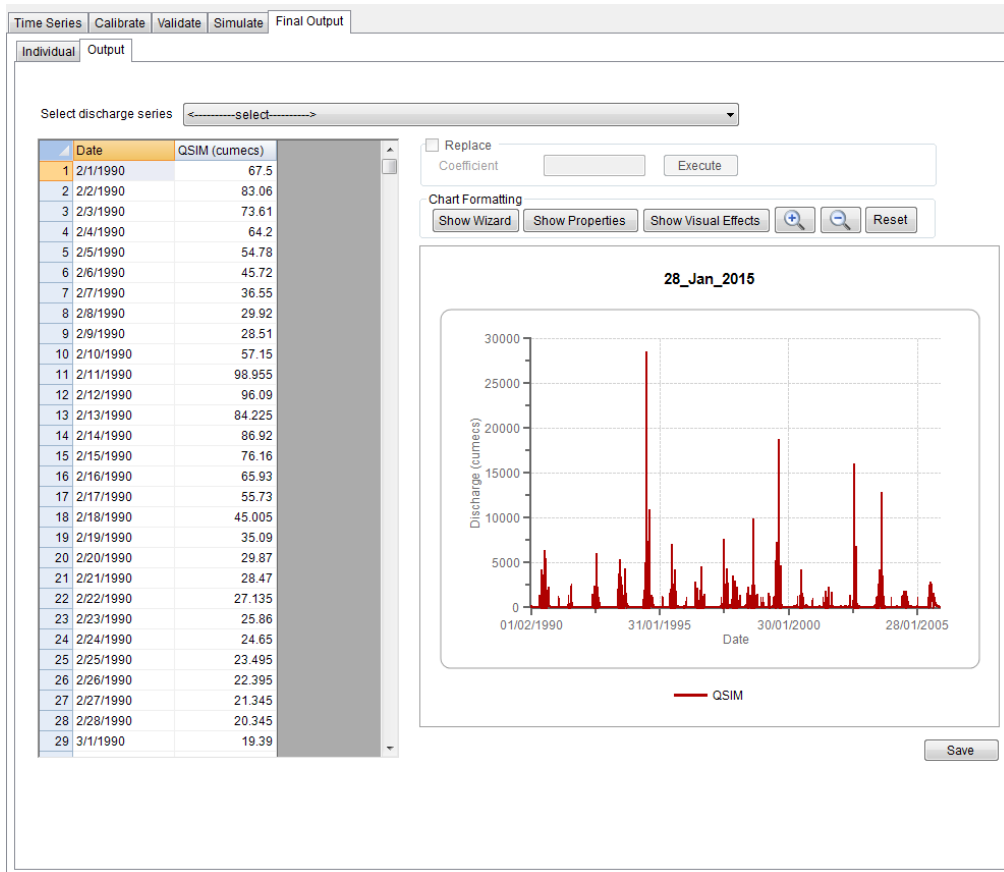 Time Series Calibrate Validate Simulate Final Output
Individual Output
Select discharge series <----------select---------->
Date QSIM (cumecs)
1 2/1/1990 67.5
2 2/2/1990 83.06
3 2/3/1990 73.61
4 2/4/1990 64.2
5 2/5/1990 54.78
6 2/6/1990 45.72
7 2/7/1990 36.55
8 2/8/1990 29.92
9 2/9/1990 28.51
10 2/10/1990 57.15
11 2/11/1990 98.955
12 2/12/1990 96.09
13 2/13/1990 84.225
14 2/14/1990 86.92
15 2/15/1990 76.16
16 2/16/1990 65.93
17 2/17/1990 55.73
18 2/18/1990 45.005
19 2/19/1990 35.09
20 2/20/1990 29.87
21 2/21/1990 28.47
22 2/22/1990 27.135
23 2/23/1990 25.86
24 2/24/1990 24.65
25 2/25/1990 23.495
26 2/26/1990 22.395
27 2/27/1990 21.345
28 2/28/1990 20.345
29 3/1/1990 19.39
Replace
Coefficient Execute
Chart Formatting
Show Wizard Show Properties Show Visual Effects Reset
28_Jan_2015
30000
25000
20000
15000
10000
5000
0
Discharge (cumecs)
01/02/1990 31/01/1995 30/01/2000 28/01/2005
Date
QSIM
Save